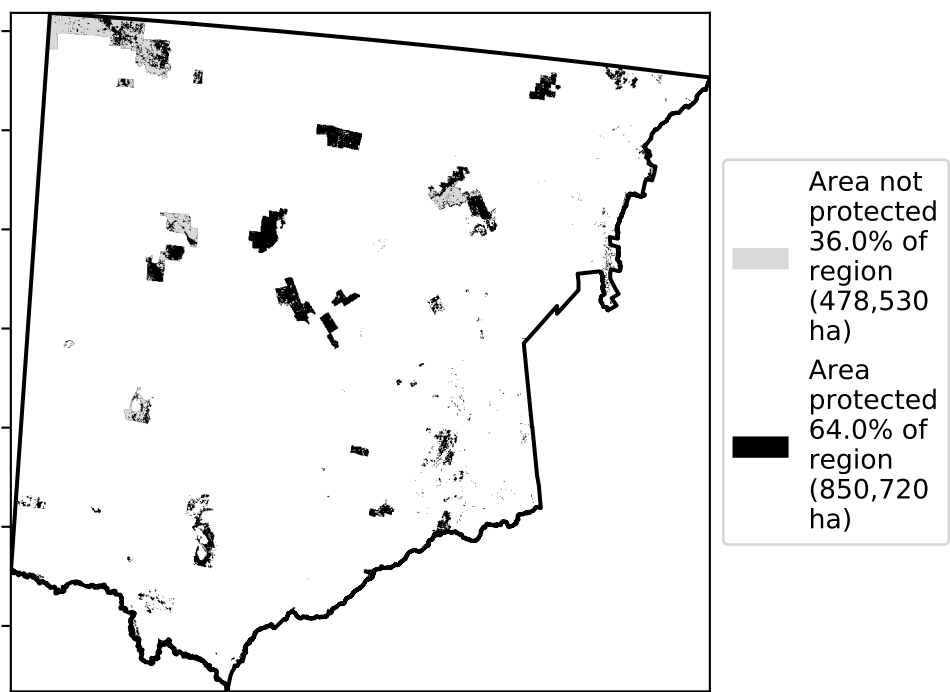 Area not
protected
36.0% of
region
(478,530
ha)
Area
protected
64.0% of
region
(850,720
ha)